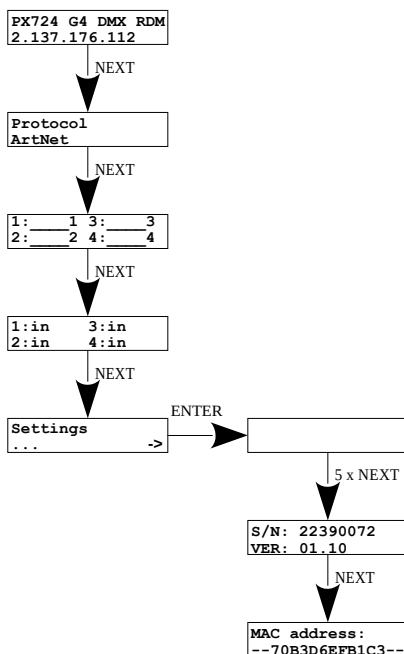 PX724 G4 DMX RDM
2.137.176.112
NEXT
Protocol
ArtNet
NEXT
1:____1 3:____3
2:____2 4:____4
NEXT
1:in 3:in
2:in 4:in
NEXT
Settings
... ->
ENTER
5 x NEXT
S/N: 22390072
VER: 01.10
NEXT
MAC address:
--70B3D6EFB1C3--